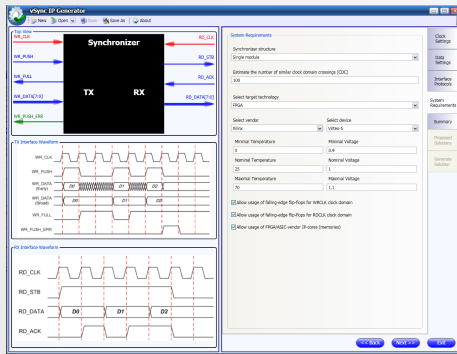 vSync IP Generator
New Open Save Save As About
Top View
Synchronizer
WR_CLK
RD_CLK
WR_PUSH
RD_STB
WR_FULL
RD_ACK
WR_DATA[7:0]
TX RX
RD_DATA[7:0]
WR_PUSH_ERR
TX Interface Waveform
WR_CLK
WR_PUSH
WR_DATA
(Early)
D0 D1 D2
WR_DATA
D0 D1 D2
WR_FULL
WR_PUSH_ERR
RX Interface Waveform
RD_CLK
RD_STB
RD_DATA D0 D1 D2
RD_ACK
System Requirements
Synchronizer structure
Single module
Estimate the number of similar clock domain crossings (CDC)
100
Select target technology
FPGA
Select vendor Select device
Xilinx Virtex-5
Minimal Temperature Minimal Voltage
0 0.9
Nominal Temperature Nominal Voltage
25 1
Maximal Temperature Maximal Voltage
70 1.1
Allow usage of falling-edge flip-flops for WRCLK clock domain
Allow usage of falling-edge flip-flops for RDCLK clock domain
Allow usage of FPGA/ASIC vendor IP-cores (memories)
Clock
Settings
Data
Settings
Interface
Protocols
System
Requirements
Summary
Proposed
Solutions
Generate
Solution
<< Back Next >> Exit